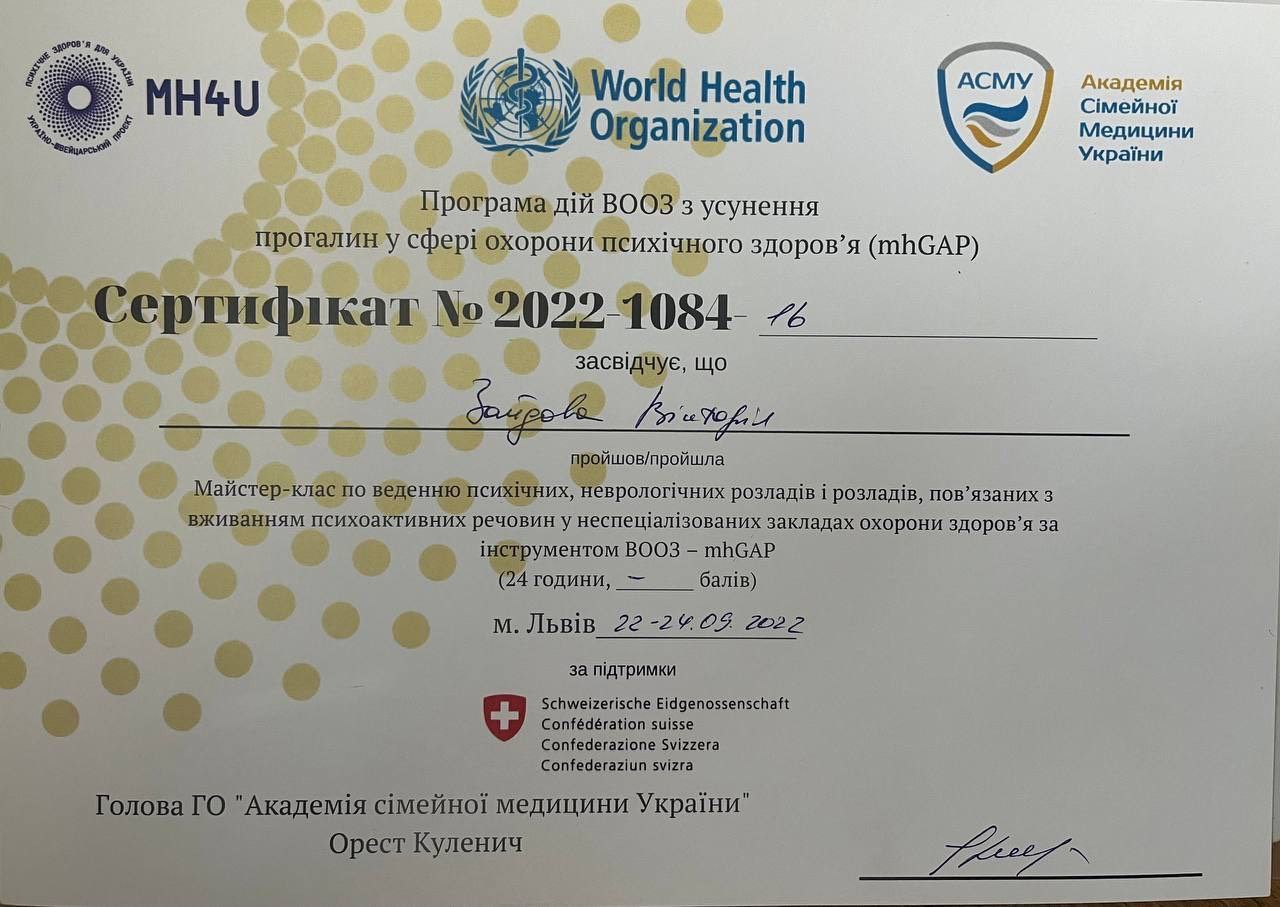 ПСИХІЧНЕ ЗДОРОВ'Я ДЛЯ УКРАЇНИ
УКРАЇНО-ШВЕЙЦАРСЬКИЙ ПРОЄКТ
MH4U
World Health
Organization
АСМУ
Академія
Сімейної
Медицини
України
Програма дій ВООЗ з усунення
прогалин у сфері охорони психічного здоров’я (mhGAP)
Сертифікат № 2022-1084- 16
засвідчує, що
Зайдова Вікторія
пройшов/пройшла
Майстер-клас по веденню психічних, неврологічних розладів і розладів, пов’язаних з
вживанням психоактивних речовин у неспеціалізованих закладах охорони здоров’я за
інструментом ВООЗ – mhGAP
(24 години, – балів)
м. Львів 22-24.09.2022
за підтримки
Schweizerische Eidgenossenschaft
Confédération suisse
Confederazione Svizzera
Confederaziun svizra
Голова ГО "Академія сімейної медицини України"
Орест Куленич